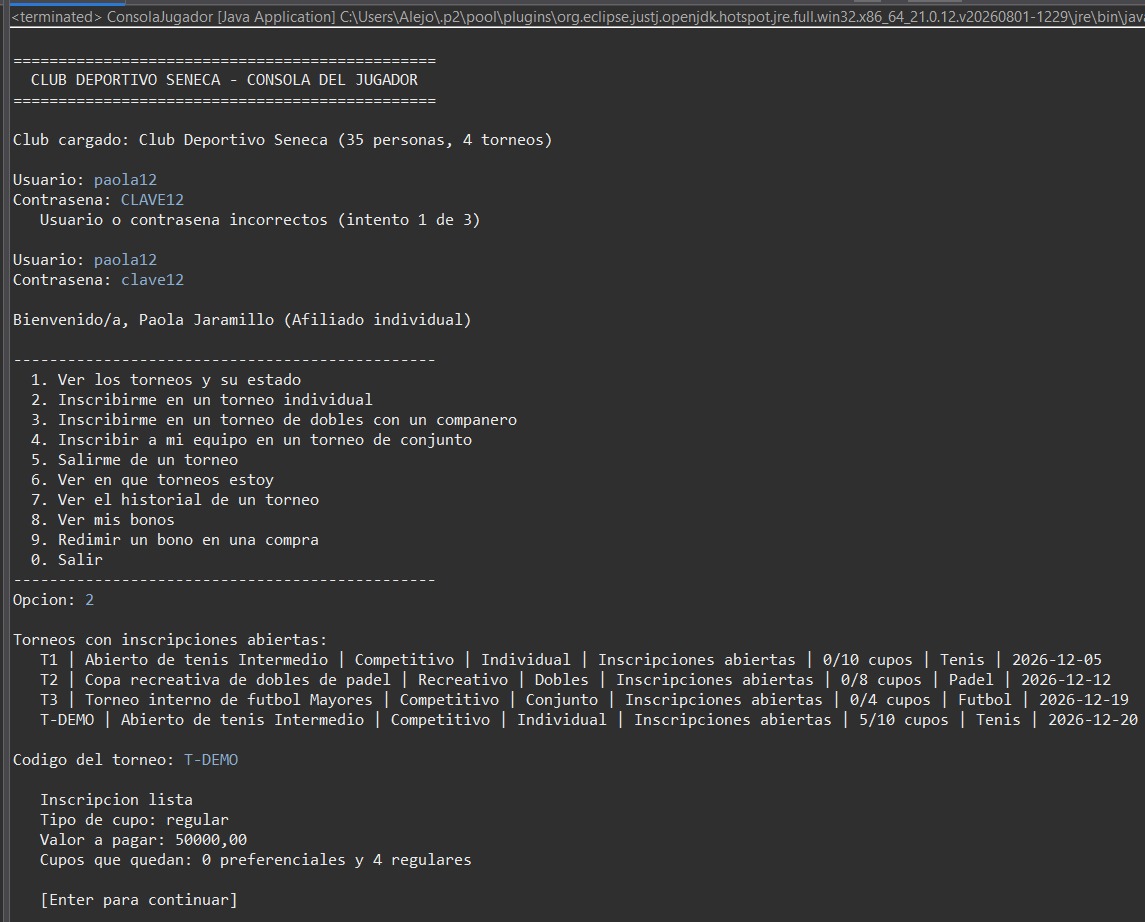 <terminated> ConsolaJugador [Java Application] C:\Users\Alejo\.p2\pool\plugins\org.eclipse.justj.openjdk.hotspot.jre.full.win32.x86_64_21.0.12.v20260801-1229\jre\bin\jav
===============================================
CLUB DEPORTIVO SENECA - CONSOLA DEL JUGADOR
===============================================
Club cargado: Club Deportivo Seneca (35 personas, 4 torneos)
Usuario: paola12
Contrasena: CLAVE12
Usuario o contrasena incorrectos (intento 1 de 3)
Usuario: paola12
Contrasena: clave12
Bienvenido/a, Paola Jaramillo (Afiliado individual)
-----------------------------------------------
1. Ver los torneos y su estado
2. Inscribirme en un torneo individual
3. Inscribirme en un torneo de dobles con un companero
4. Inscribir a mi equipo en un torneo de conjunto
5. Salirme de un torneo
6. Ver en que torneos estoy
7. Ver el historial de un torneo
8. Ver mis bonos
9. Redimir un bono en una compra
0. Salir
-----------------------------------------------
Opcion: 2
Torneos con inscripciones abiertas:
T1 | Abierto de tenis Intermedio | Competitivo | Individual | Inscripciones abiertas | 0/10 cupos | Tenis | 2026-12-05
T2 | Copa recreativa de dobles de padel | Recreativo | Dobles | Inscripciones abiertas | 0/8 cupos | Padel | 2026-12-12
T3 | Torneo interno de futbol Mayores | Competitivo | Conjunto | Inscripciones abiertas | 0/4 cupos | Futbol | 2026-12-19
T-DEMO | Abierto de tenis Intermedio | Competitivo | Individual | Inscripciones abiertas | 5/10 cupos | Tenis | 2026-12-20
Codigo del torneo: T-DEMO
Inscripcion lista
Tipo de cupo: regular
Valor a pagar: 50000,00
Cupos que quedan: 0 preferenciales y 4 regulares
[Enter para continuar]